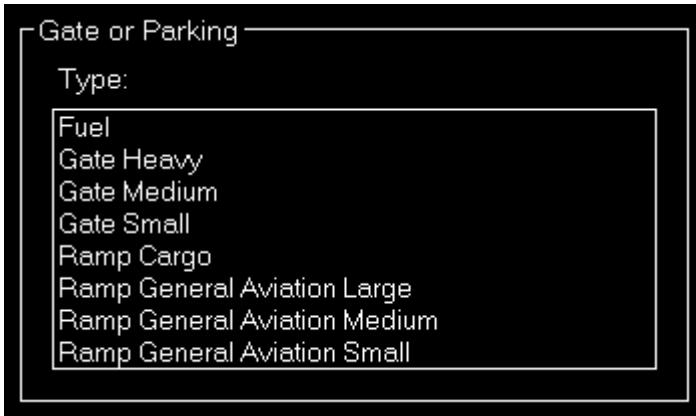 Gate or Parking
Type:
Fuel
Gate Heavy
Gate Medium
Gate Small
Ramp Cargo
Ramp General Aviation Large
Ramp General Aviation Medium
Ramp General Aviation Small